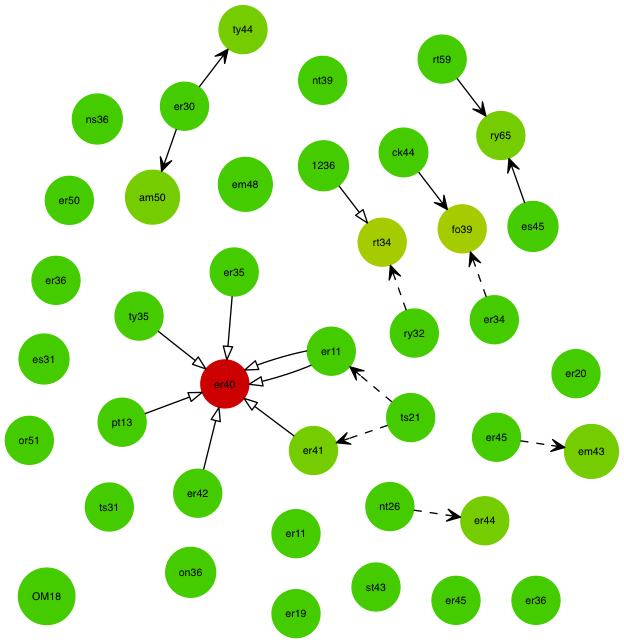 ty44
rt59
nt39
er30
ns36
ry65
ck44
1236
em48
am50
er50
es45
fo39
rt34
er35
er36
ty35
er34
ry32
er11
es31
er20
er40
ts21
pt13
er45
or51
er41
em43
er42
ts31
nt26
er44
er11
on36
st43
OM18
er45
er36
er19